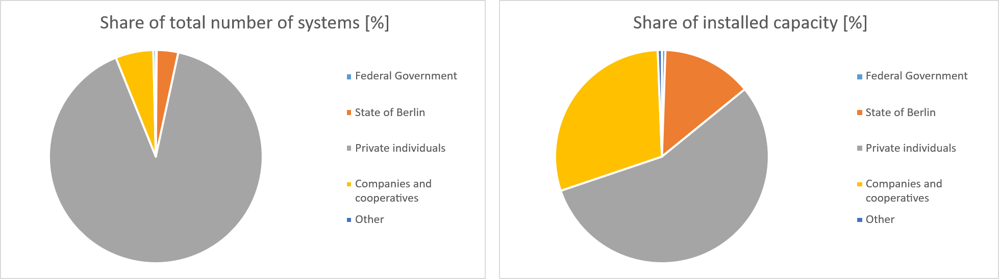 Share of total number of systems [%]
Federal Government
State of Berlin
Private individuals
Companies and
cooperatives
Other
Share of installed capacity [%]
Federal Government
State of Berlin
Private individuals
Companies and
cooperatives
Other